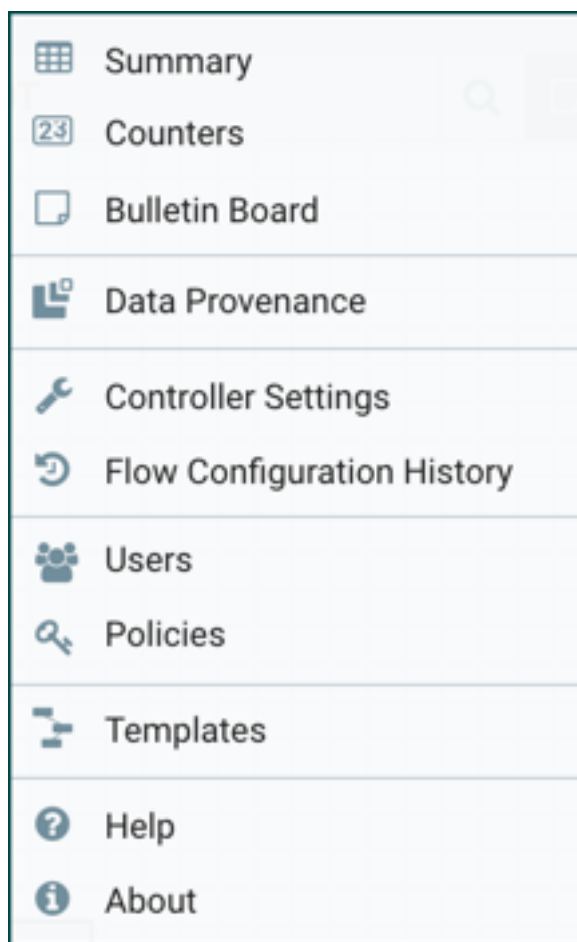 Summary
23 Counters
Bulletin Board
Data Provenance
Controller Settings
Flow Configuration History
Users
Policies
Templates
? Help
i About